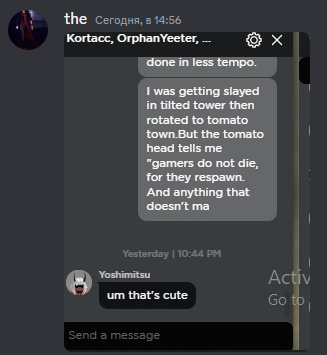 the Сегодня, в 14:56
Kortacc, OrphanYeeter, ...
done in less tempo.
I was getting slayed
in tilted tower then
rotated to tomato
town.But the tomato
head tells me
"gamers do not die,
for they respawn.
And anything that
doesn't ma
Yesterday | 10:44 PM
Yoshimitsu
um that's cute
Activ
Go to
Send a message